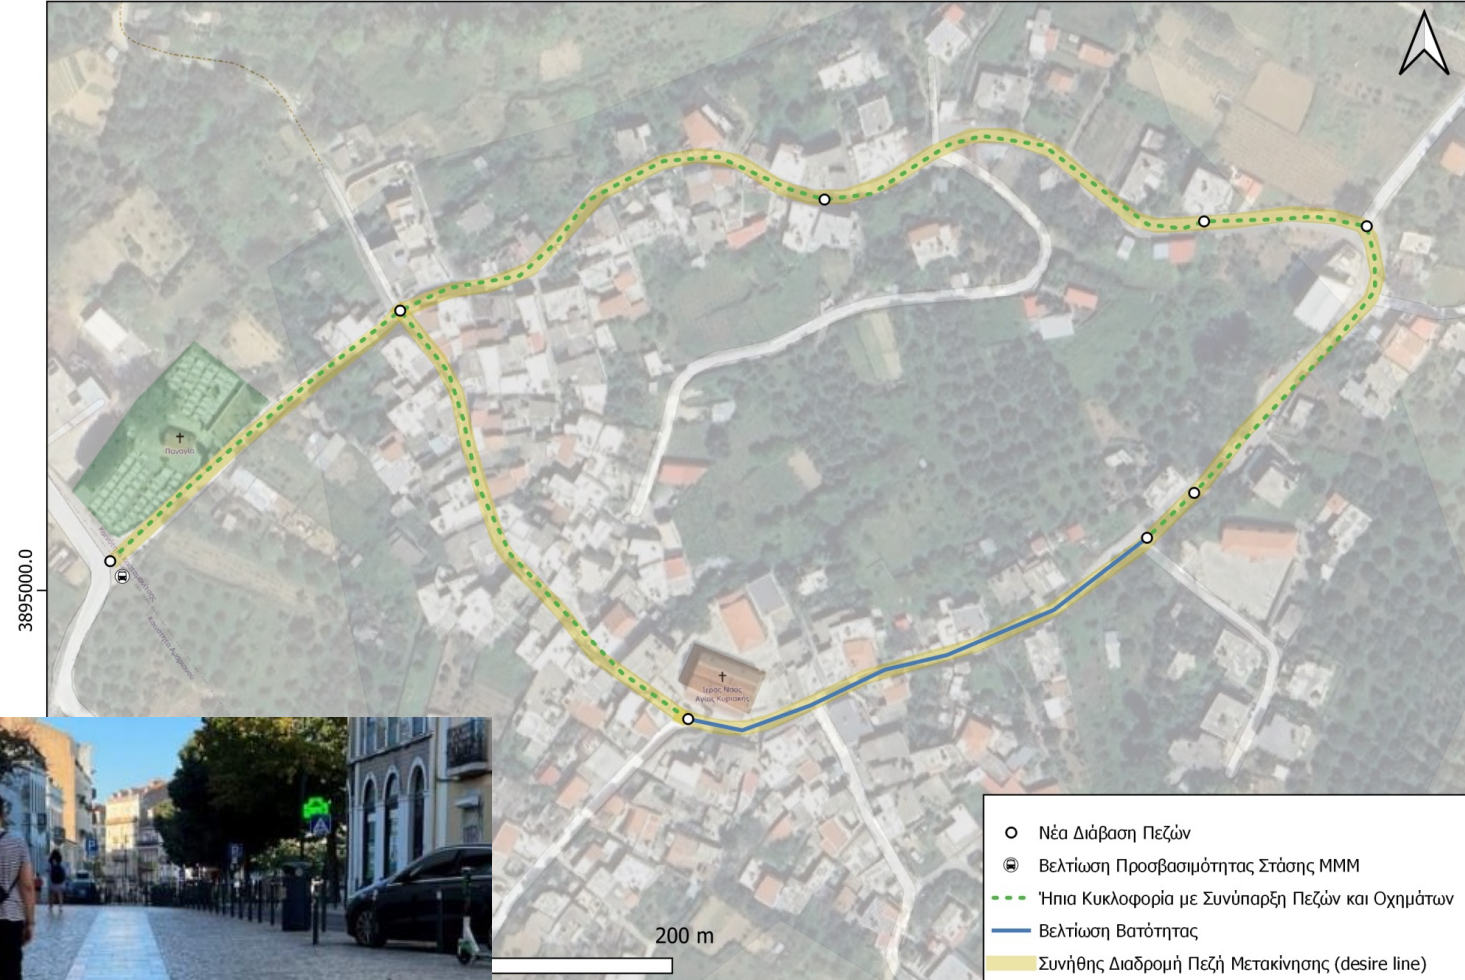 Παναγία
3895000.0
Ιερός Ναός
Αγίας Κυριακής
200 m
Νέα Διάβαση Πεζών
Βελτίωση Προσβασιμότητας Στάσης ΜΜΜ
Ήπια Κυκλοφορία με Συνύπαρξη Πεζών και Οχημάτων
Βελτίωση Βατότητας
Συνήθης Διαδρομή Πεζή Μετακίνησης (desire line)